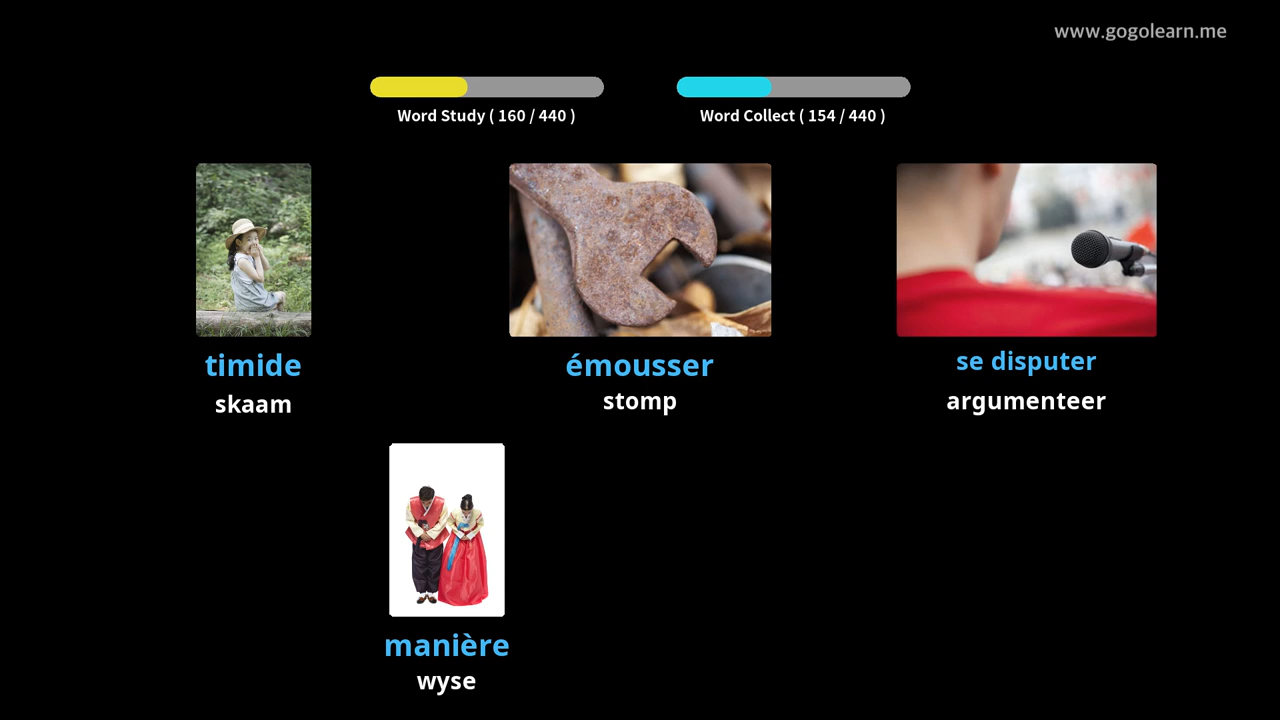 www.gogolearn.me
Word Study ( 160 / 440 )
Word Collect ( 154 / 440 )
timide
skaam
émousser
stomp
se disputer
argumenteer
manière
wyse